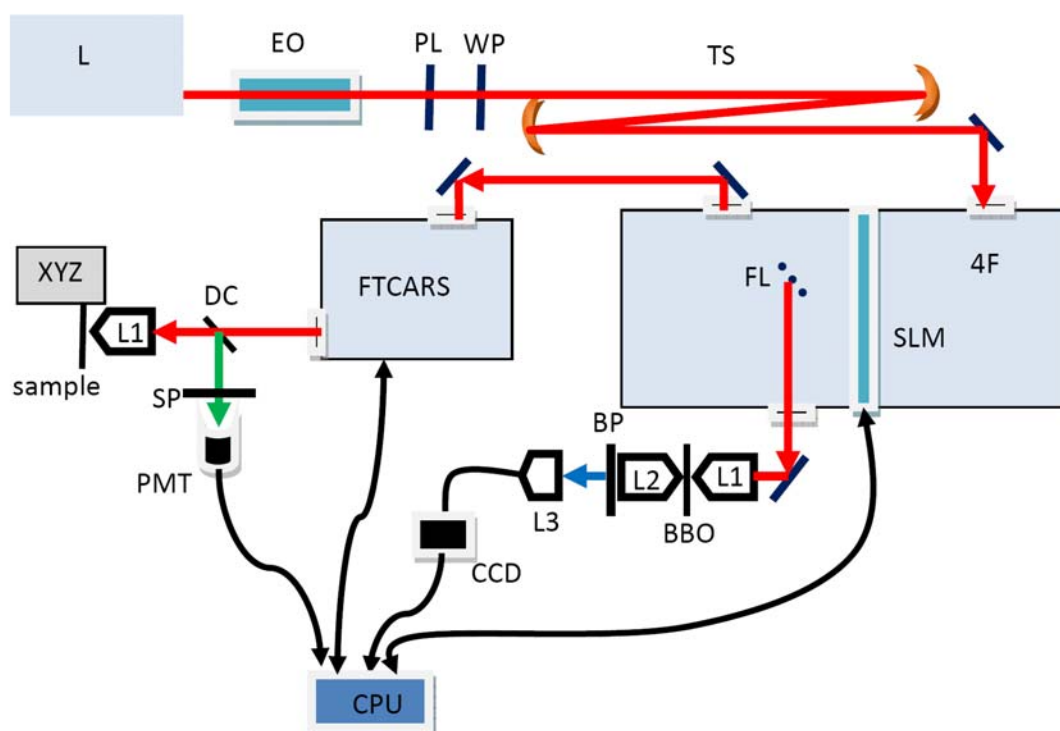 L
EO
PL
WP
TS
XYZ
DC
FTCARS
FL
4F
L1
SLM
sample
SP
BP
PMT
L3
L2
L1
BBO
CCD
CPU